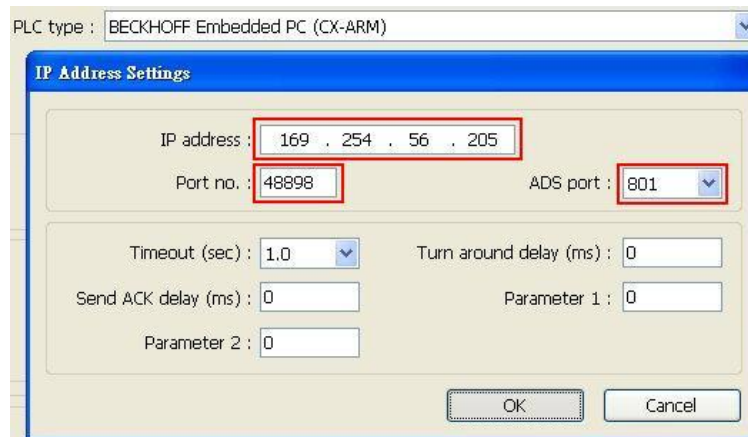 PLC type : BECKHOFF Embedded PC (CX-ARM)
IP Address Settings
IP address : 169 . 254 . 56 . 205
Port no. : 48898 ADS port : 801
Timeout (sec) : 1.0 Turn around delay (ms) : 0
Send ACK delay (ms) : 0 Parameter 1 : 0
Parameter 2 : 0
OK Cancel